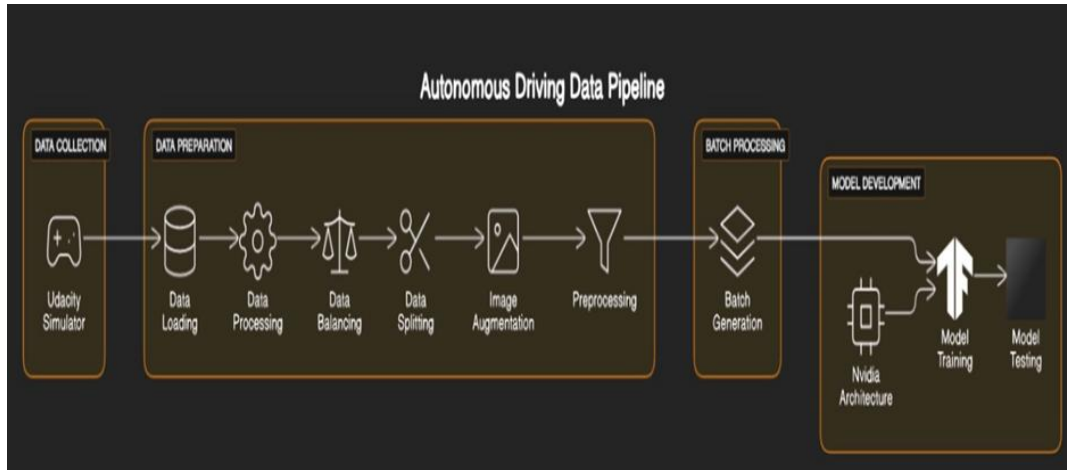 Autonomous Driving Data Pipeline
DATA COLLECTION
Udacity
Simulator
DATA PREPARATION
Data
Loading
Data
Processing
Data
Balancing
Data
Splitting
Image
Augmentation
Preprocessing
BATCH PROCESSING
Batch
Generation
MODEL DEVELOPMENT
Nvidia
Architecture
Model
Training
Model
Testing